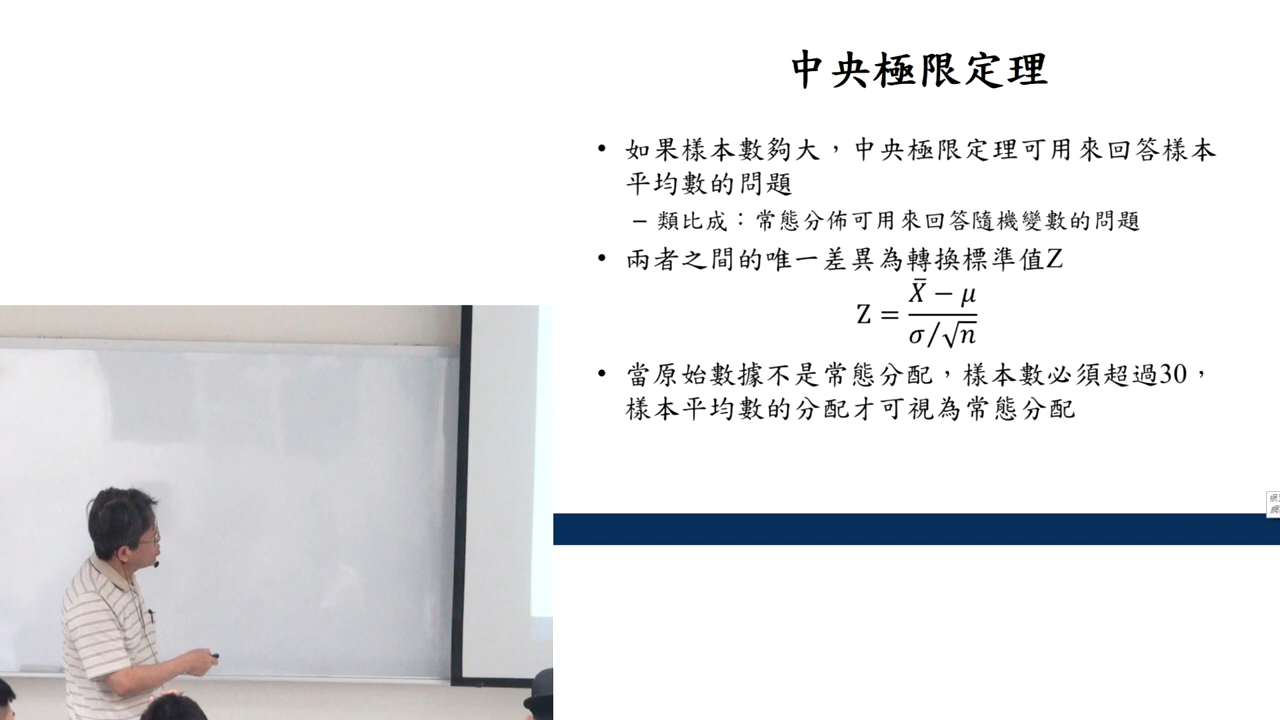 中央極限定理
• 如果樣本數夠大，中央極限定理可用來回答樣本
平均數的問題
– 類比成：常態分佈可用來回答隨機變數的問題
• 兩者之間的唯一差異為轉換標準值Z
Z = (X̄ − μ) / (σ/√n)
• 當原始數據不是常態分配，樣本數必須超過30，
樣本平均數的分配才可視為常態分配